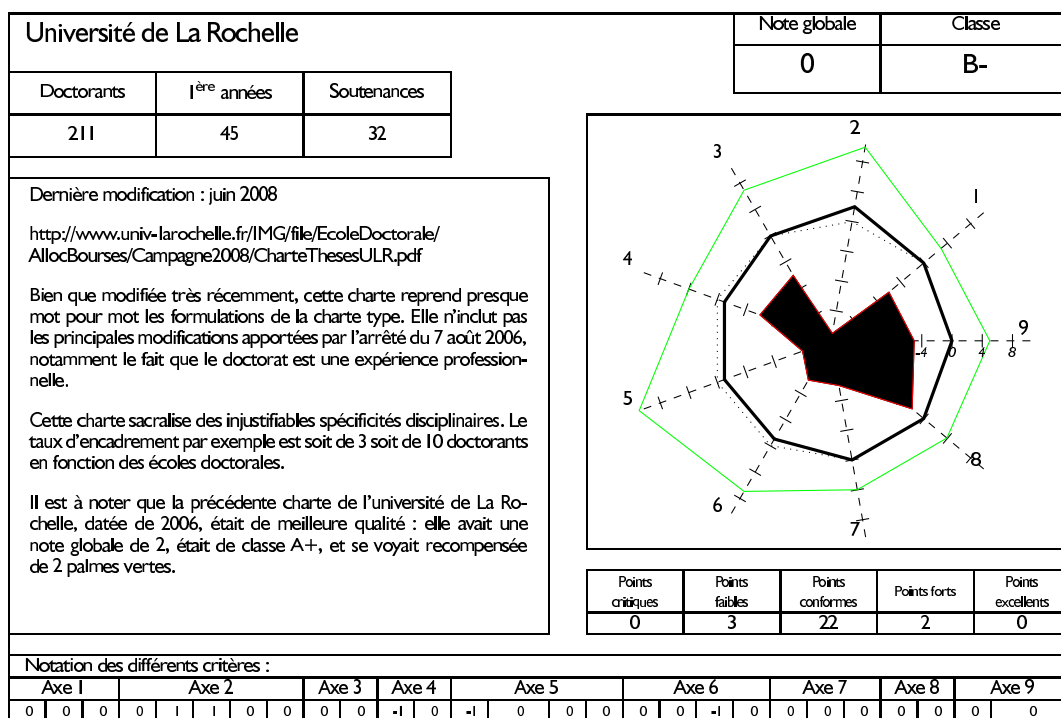 Université de La Rochelle
Note globale Classe
0 B-
Doctorants 1ère années Soutenances
211 45 32
Dernière modification : juin 2008
http://www.univ-larochelle.fr/IMG/file/EcoleDoctorale/
AllocBourses/Campagne2008/CharteThesesULR.pdf
Bien que modifiée très récemment, cette charte reprend presque
mot pour mot les formulations de la charte type. Elle n'inclut pas
les principales modifications apportées par l'arrêté du 7 août 2006,
notamment le fait que le doctorat est une expérience profession-
nelle.
Cette charte sacralise des injustifiables spécificités disciplinaires. Le
taux d'encadrement par exemple est soit de 3 soit de 10 doctorants
en fonction des écoles doctorales.
Il est à noter que la précédente charte de l'université de La Ro-
chelle, datée de 2006, était de meilleure qualité : elle avait une
note globale de 2, était de classe A+, et se voyait recompensée
de 2 palmes vertes.
2
3
1
4
9
-4 0 4 8
5
8
6
7
Points critiques Points faibles Points conformes Points forts Points excellents
0 3 22 2 0
Notation des différents critères :
Axe 1 Axe 2 Axe 3 Axe 4 Axe 5 Axe 6 Axe 7 Axe 8 Axe 9
0 0 0 0 1 1 0 0 0 0 -1 0 -1 0 0 0 0 0 -1 0 0 0 0 0 0 0 0